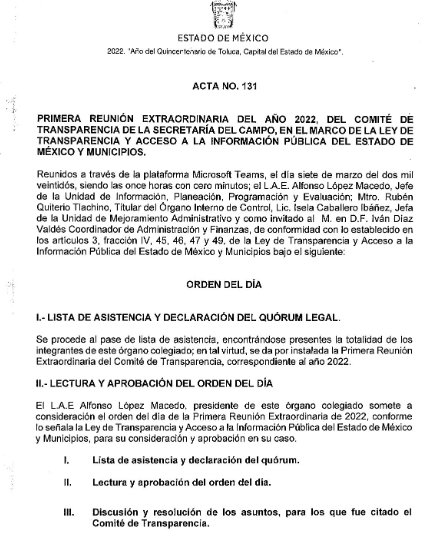 ESTADO DE MÉXICO
2022. "Año del Quincentenario de Toluca, Capital del Estado de México".
ACTA NO. 131
PRIMERA REUNIÓN EXTRAORDINARIA DEL AÑO 2022, DEL COMITÉ DE
TRANSPARENCIA DE LA SECRETARÍA DEL CAMPO, EN EL MARCO DE LA LEY DE
TRANSPARENCIA Y ACCESO A LA INFORMACIÓN PÚBLICA DEL ESTADO DE
MÉXICO Y MUNICIPIOS.
Reunidos a través de la plataforma Microsoft Teams, el día siete de marzo del dos mil
veintidós, siendo las once horas con cero minutos; el L.A.E. Alfonso López Macedo, Jefe
de la Unidad de Información, Planeación, Programación y Evaluación; Mtro. Rubén
Quiterio Tlachino, Titular del Órgano Interno de Control, Lic. Isela Caballero Ibáñez, Jefa
de la Unidad de Mejoramiento Administrativo y como invitado al M. en D.F. Iván Díaz
Valdés Coordinador de Administración y Finanzas, de conformidad con lo establecido en
los artículos 3, fracción IV, 45, 46, 47 y 49, de la Ley de Transparencia y Acceso a la
Información Pública del Estado de México y Municipios bajo el siguiente:
ORDEN DEL DÍA
I.- LISTA DE ASISTENCIA Y DECLARACIÓN DEL QUÓRUM LEGAL.
Se procede al pase de lista de asistencia, encontrándose presentes la totalidad de los
integrantes de este órgano colegiado; en tal virtud, se da por instalada la Primera Reunión
Extraordinaria del Comité de Transparencia, correspondiente al año 2022.
II.- LECTURA Y APROBACIÓN DEL ORDEN DEL DÍA
El L.A.E Alfonso López Macedo, presidente de este órgano colegiado somete a
consideración el orden del día de la Primera Reunión Extraordinaria de 2022, conforme
lo señala la Ley de Transparencia y Acceso a la Información Pública del Estado de México
y Municipios, para su consideración y aprobación en su caso.
I. Lista de asistencia y declaración del quórum.
II. Lectura y aprobación del orden del día.
III. Discusión y resolución de los asuntos, para los que fue citado el
Comité de Transparencia.